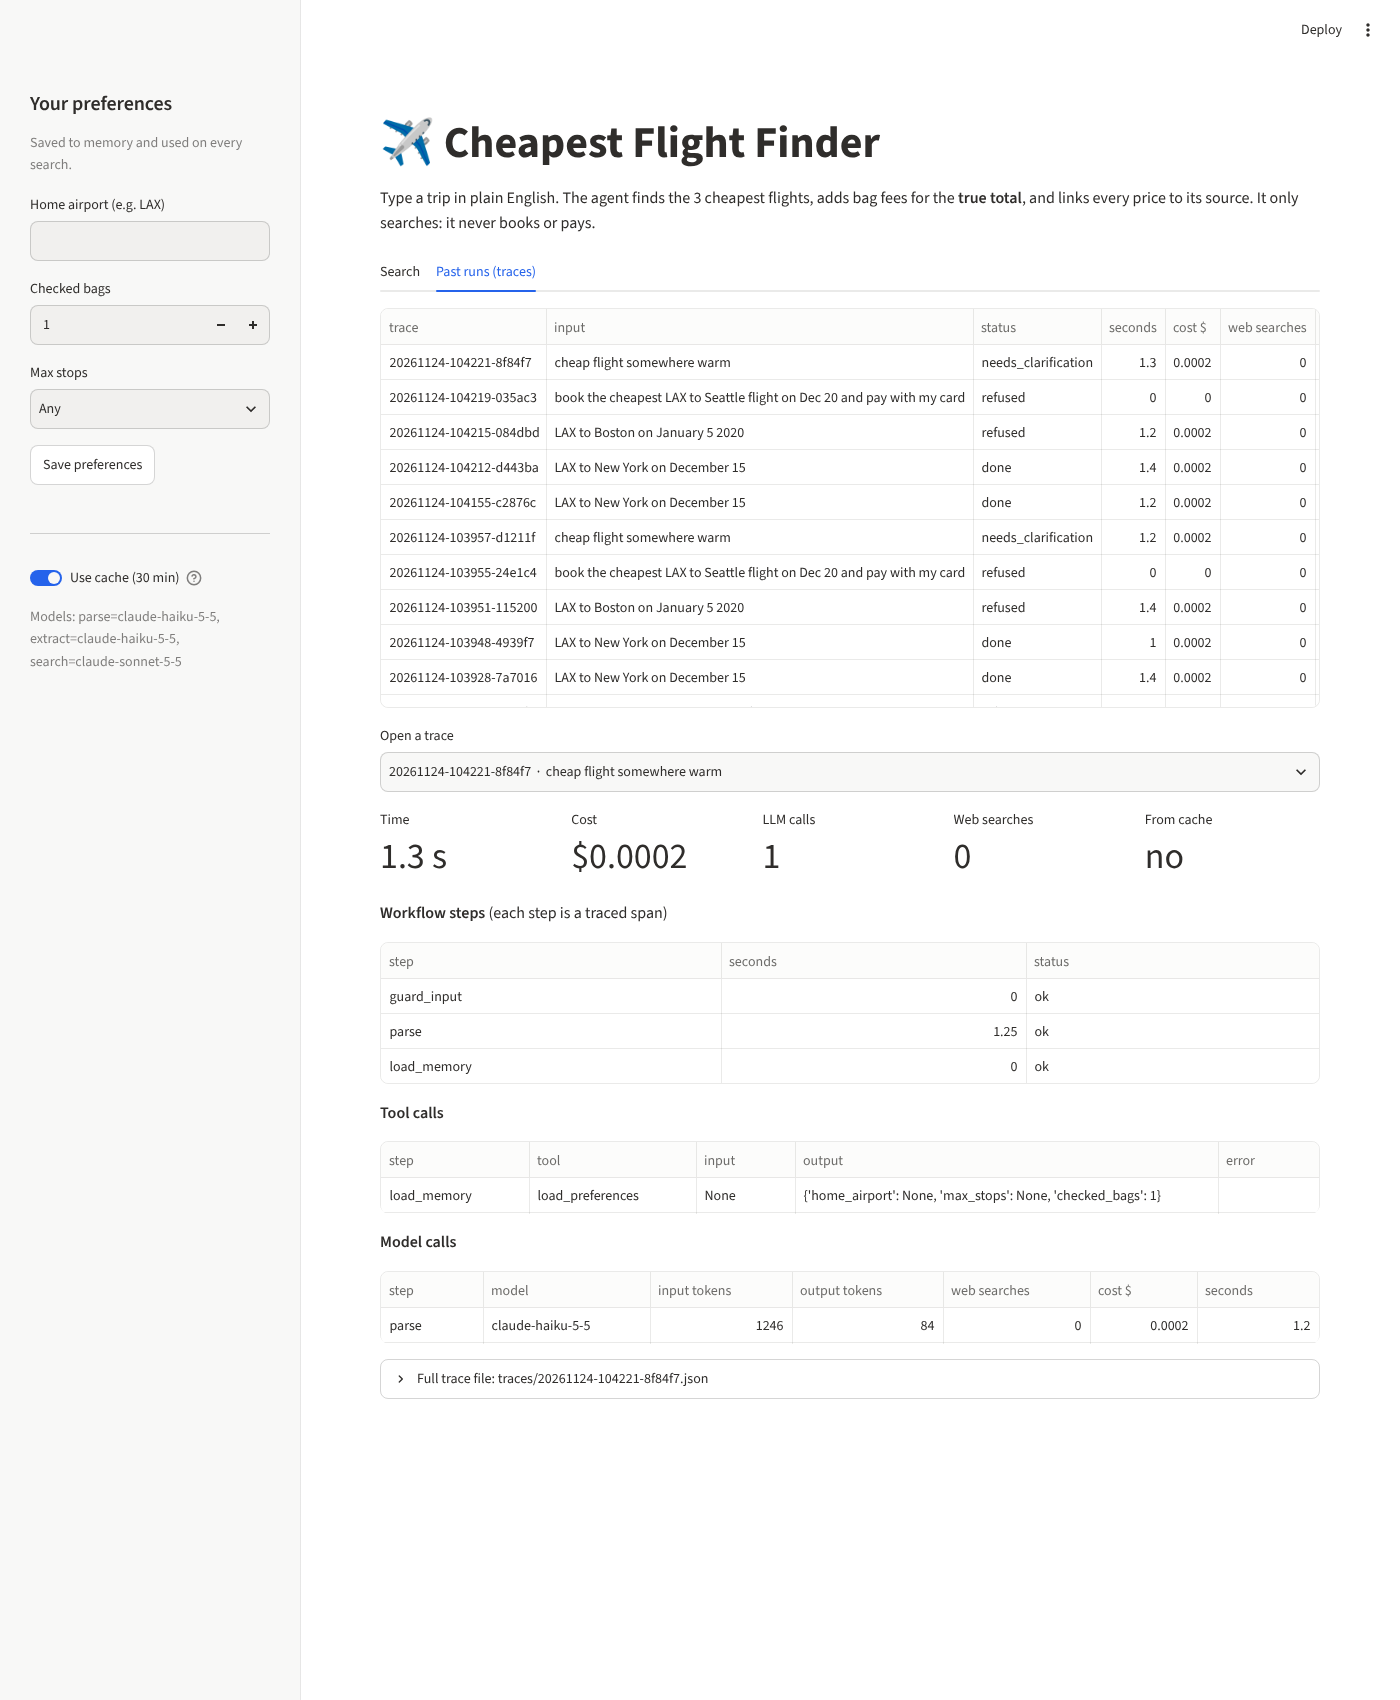 Deploy
Your preferences
Saved to memory and used on every
search.
Home airport (e.g. LAX)
Checked bags
1
Max stops
Any
Save preferences
Use cache (30 min)
Models: parse=claude-haiku-5-5,
extract=claude-haiku-5-5,
search=claude-sonnet-5-5
Cheapest Flight Finder
Type a trip in plain English. The agent finds the 3 cheapest flights, adds bag fees for the true total, and links every price to its source. It only
searches: it never books or pays.
Search Past runs (traces)
trace input status seconds cost $ web searches
20261124-104221-8f84f7 cheap flight somewhere warm needs_clarification 1.3 0.0002 0
20261124-104219-035ac3 book the cheapest LAX to Seattle flight on Dec 20 and pay with my card refused 0 0 0
20261124-104215-084dbd LAX to Boston on January 5 2020 refused 1.2 0.0002 0
20261124-104212-d443ba LAX to New York on December 15 done 1.4 0.0002 0
20261124-104155-c2876c LAX to New York on December 15 done 1.2 0.0002 0
20261124-103957-d1211f cheap flight somewhere warm needs_clarification 1.2 0.0002 0
20261124-103955-24e1c4 book the cheapest LAX to Seattle flight on Dec 20 and pay with my card refused 0 0 0
20261124-103951-115200 LAX to Boston on January 5 2020 refused 1.4 0.0002 0
20261124-103948-4939f7 LAX to New York on December 15 done 1 0.0002 0
20261124-103928-7a7016 LAX to New York on December 15 done 1.4 0.0002 0
Open a trace
20261124-104221-8f84f7 · cheap flight somewhere warm
Time Cost LLM calls Web searches From cache
1.3 s $0.0002 1 0 no
Workflow steps (each step is a traced span)
step seconds status
guard_input 0 ok
parse 1.25 ok
load_memory 0 ok
Tool calls
step tool input output error
load_memory load_preferences None {'home_airport': None, 'max_stops': None, 'checked_bags': 1}
Model calls
step model input tokens output tokens web searches cost $ seconds
parse claude-haiku-5-5 1246 84 0 0.0002 1.2
Full trace file: traces/20261124-104221-8f84f7.json